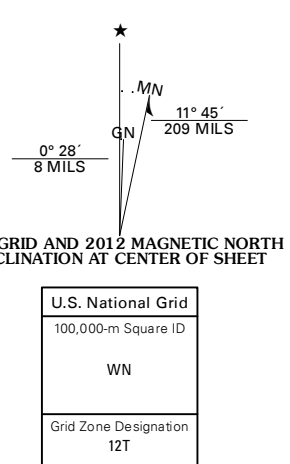 ★
MN
11° 45´
209 MILS
GN
0° 28´
8 MILS
GRID AND 2012 MAGNETIC NORTH
CLINATION AT CENTER OF SHEET
U.S. National Grid
100,000-m Square ID
WN
Grid Zone Designation
12T